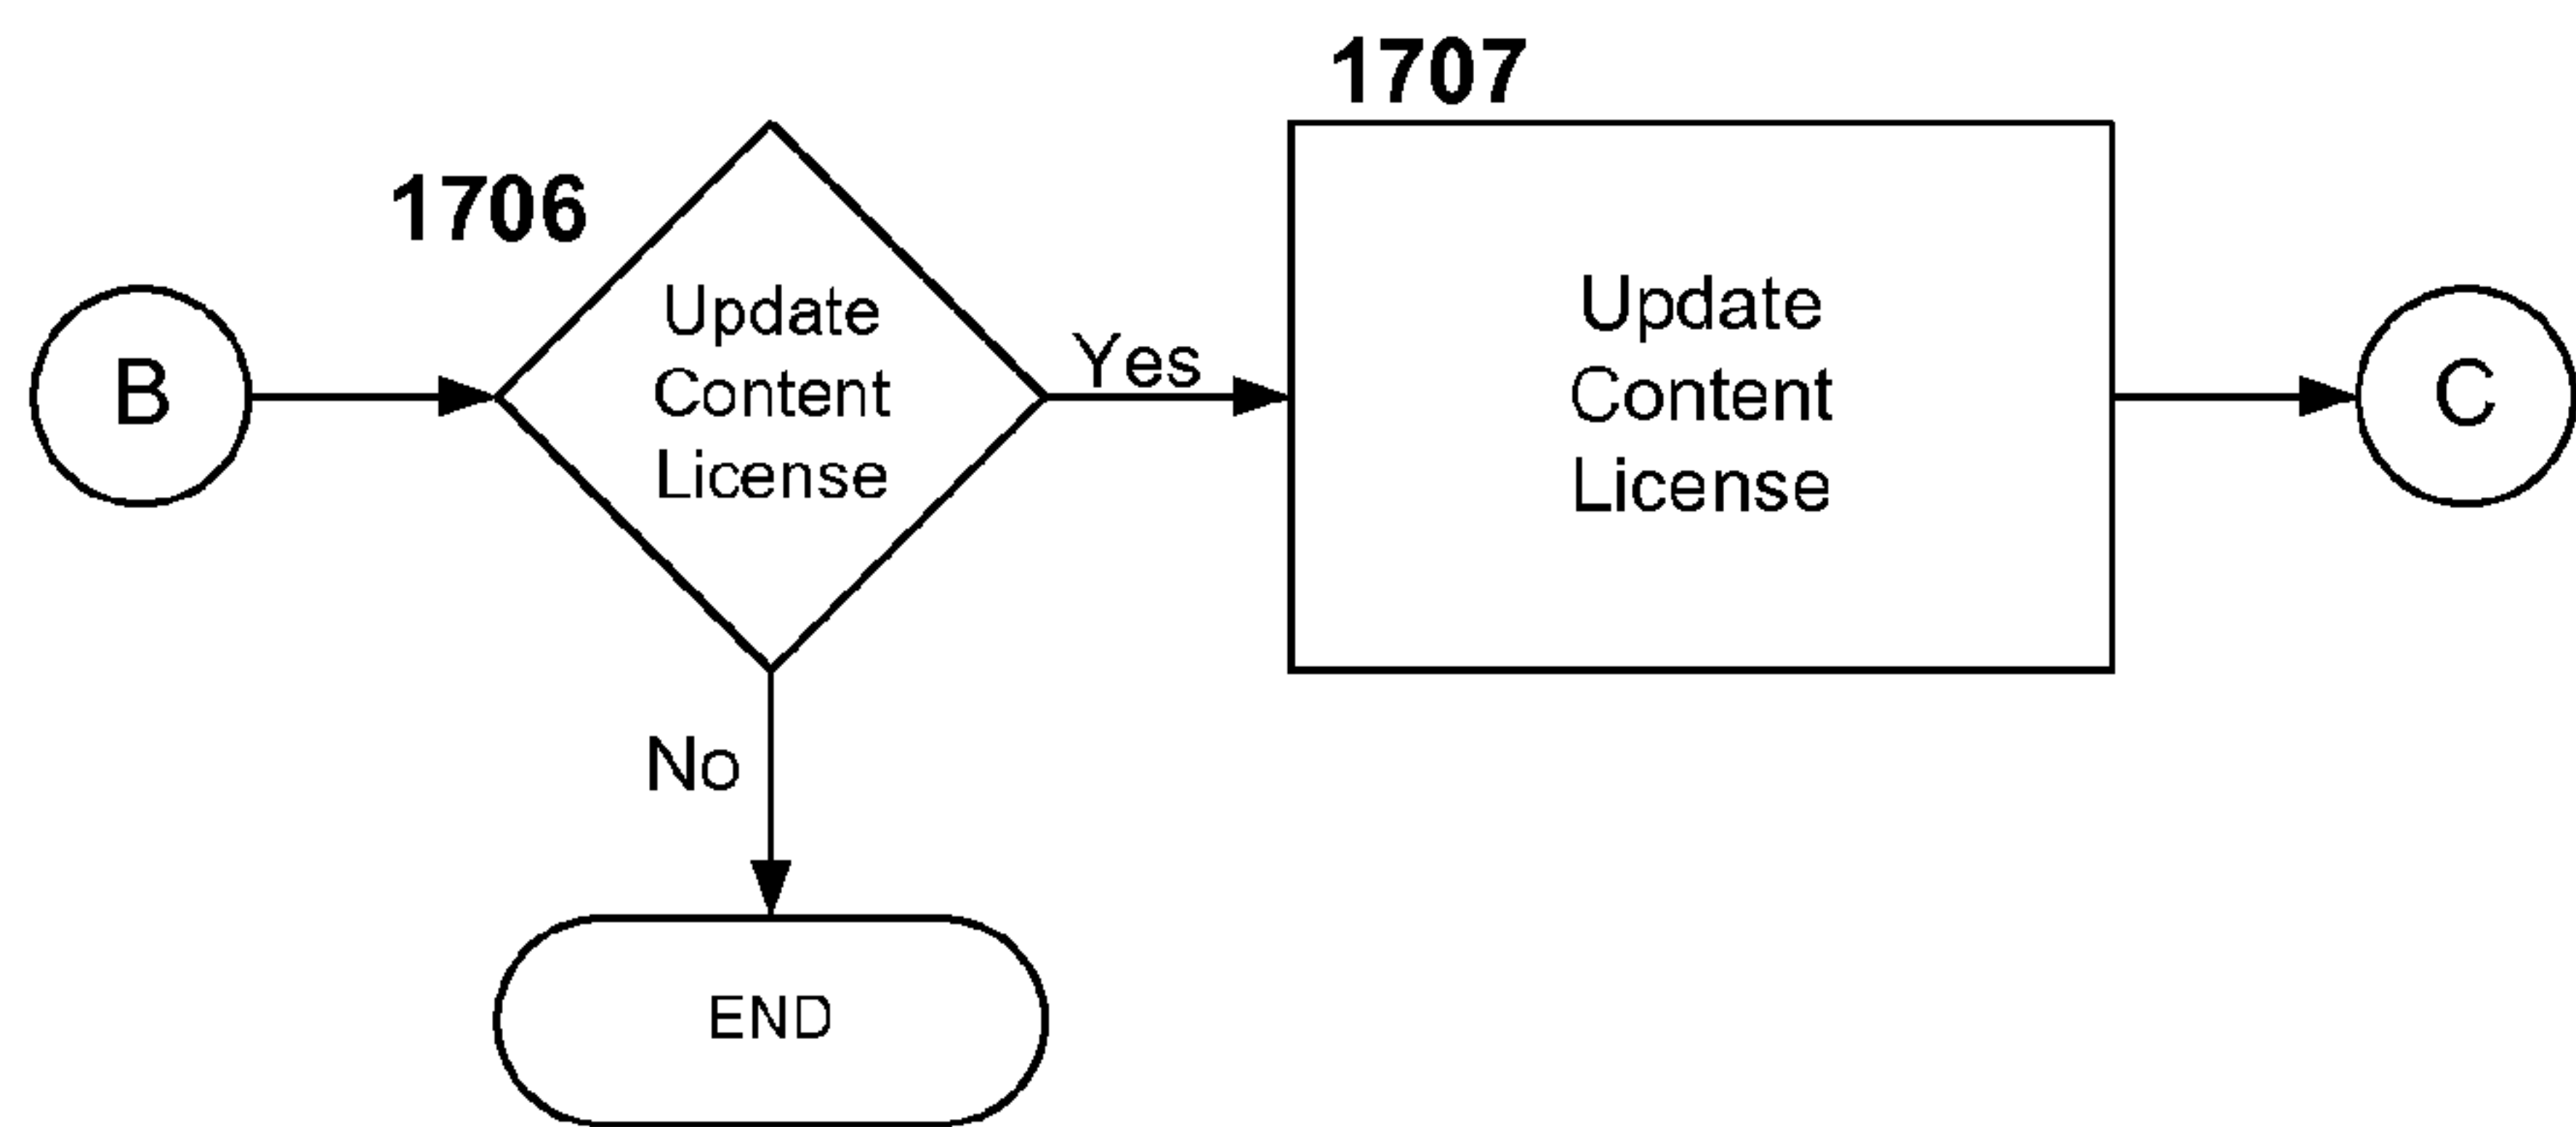 1707
1706
B
Update
Content
License
Yes
Update
Content
License
C
No
END